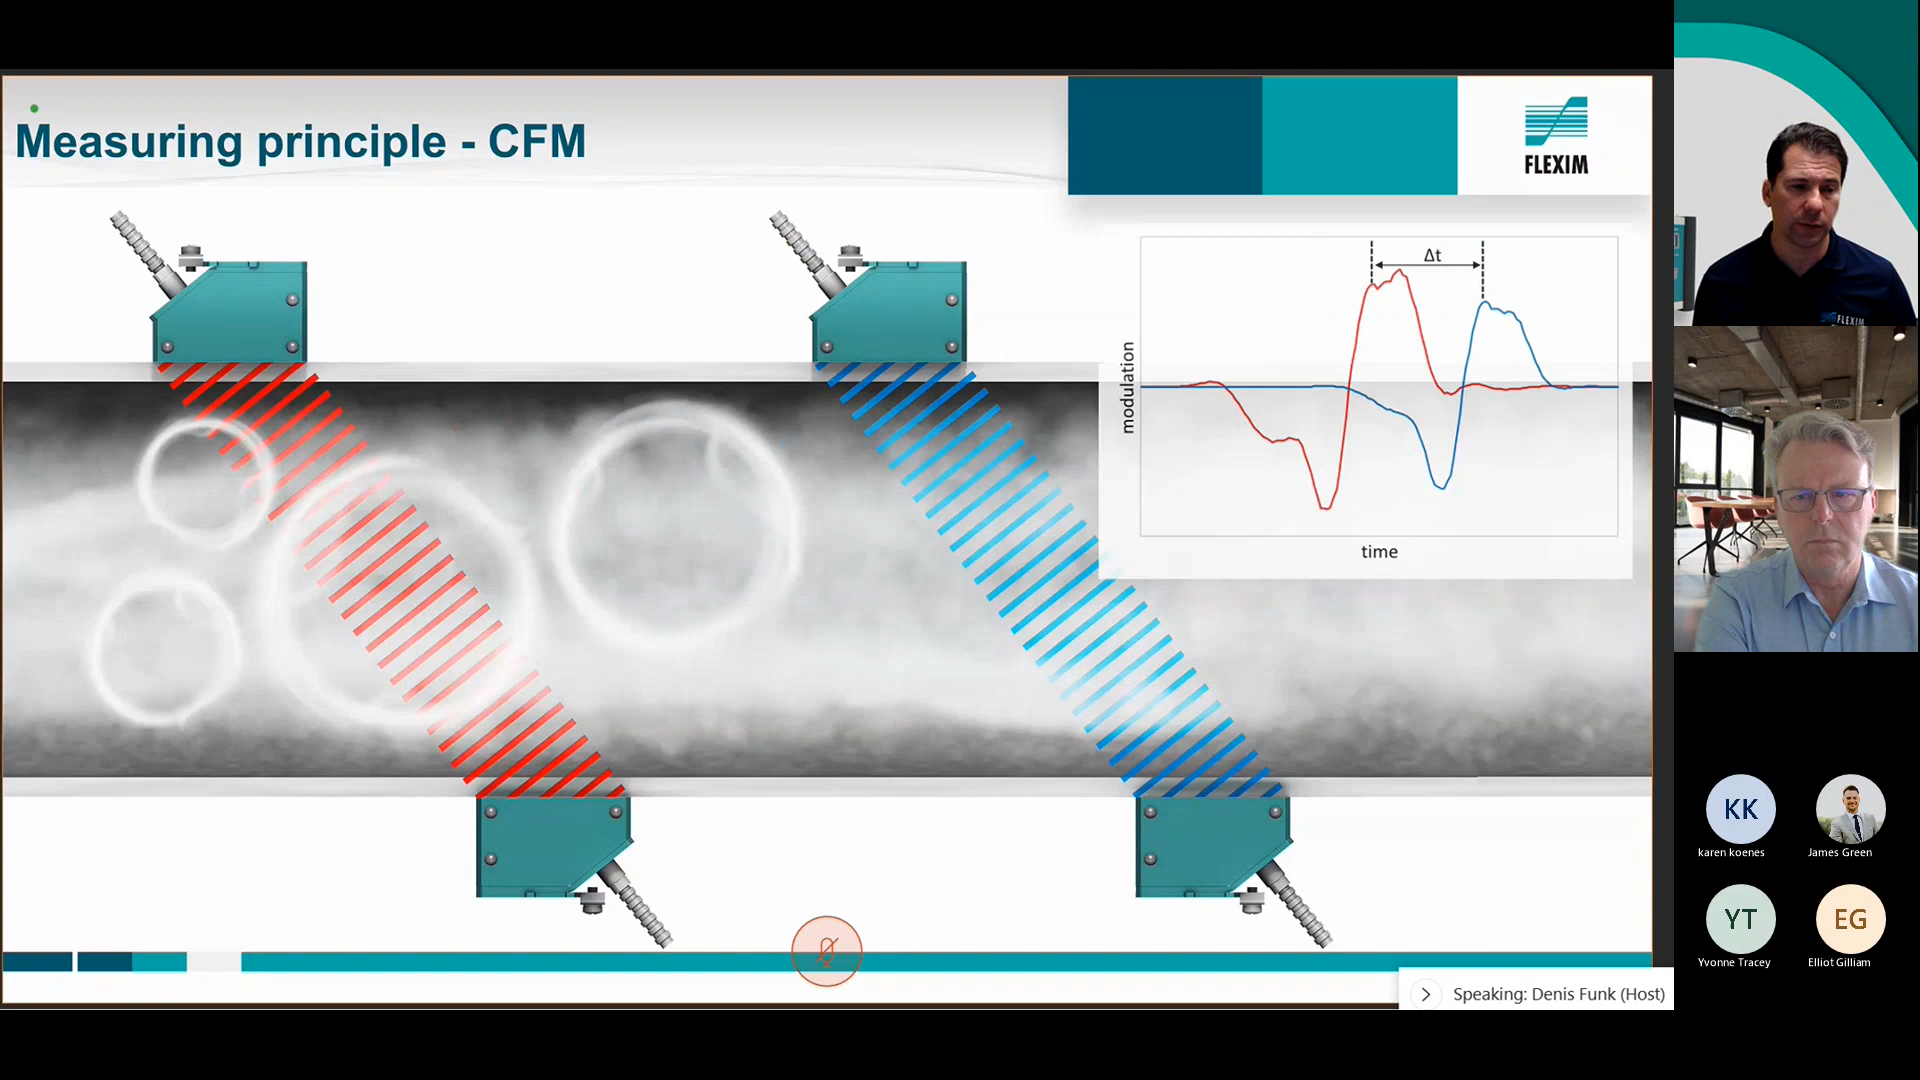 Measuring principle - CFM
FLEXIM
Δt
modulation
time
FLEXIM
KK
karen koenes
James Green
YT
Yvonne Tracey
EG
Elliot Gilliam
Speaking: Denis Funk (Host)